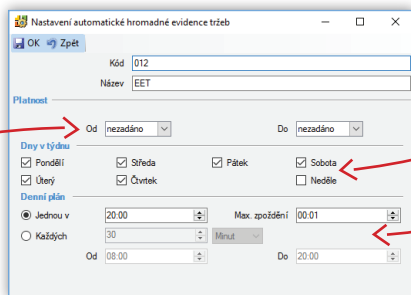 Nastavení automatické hromadné evidence tržeb
OK Zpět
Kód 012
Název EET
Platnost
Od nezadáno Do nezadáno
Dny v týdnu
Pondělí Středa Pátek Sobota
Úterý Čtvrtek Neděle
Denní plán
Jednou v 20:00 Max. zpoždění 00:01
Každých 30 Minut
Od 08:00 Do 20:00